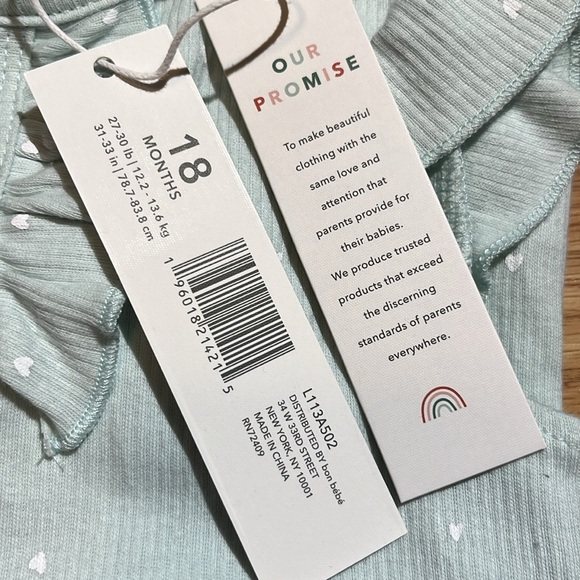 18
MONTHS
27-30 lb | 12.2 - 13.6 kg
31-33 in | 78.7-83.8 cm
1 96018 21421 5
L113A502
DISTRIBUTED BY bon bébé
34 W 33RD STREET
NEW YORK, NY 10001
MADE IN CHINA
RN72409
OUR
PROMISE
To make beautiful
clothing with the
same love and
attention that
parents provide for
their babies.
We produce trusted
products that exceed
the discerning
standards of parents
everywhere.